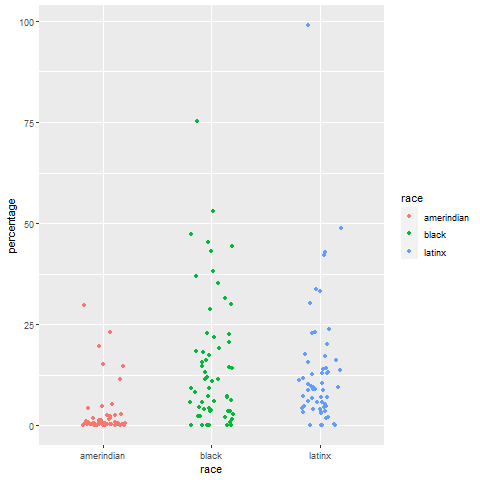 100
75
50
25
0
percentage
amerindian
black
latinx
race
race
amerindian
black
latinx